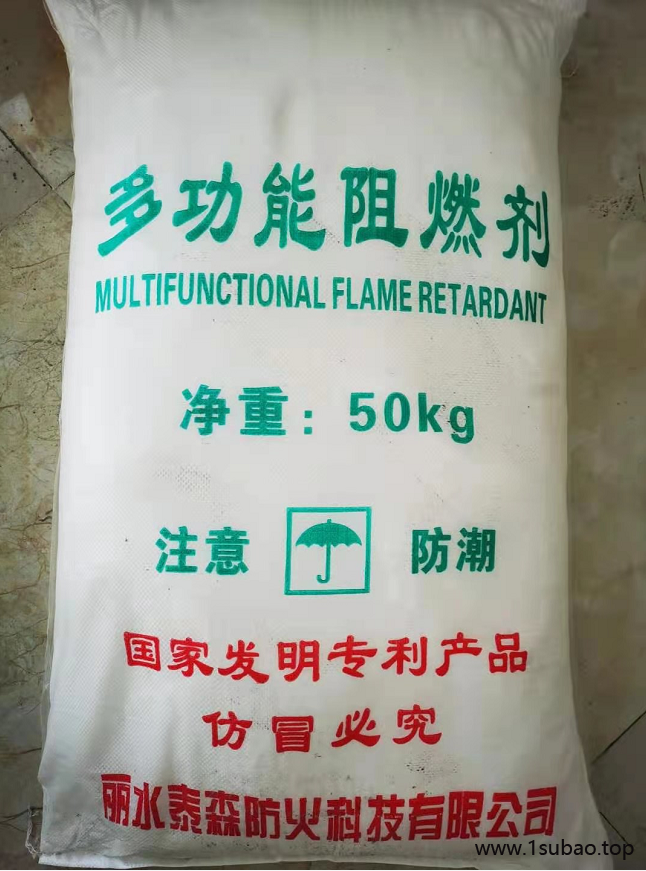 多功能阻燃剂
MULTIFUNCTIONAL FLAME RETARDANT
净重：50kg
注意 防潮
国家发明专利产品
仿冒必究
丽水泰森防火科技有限公司
www.1subao.top